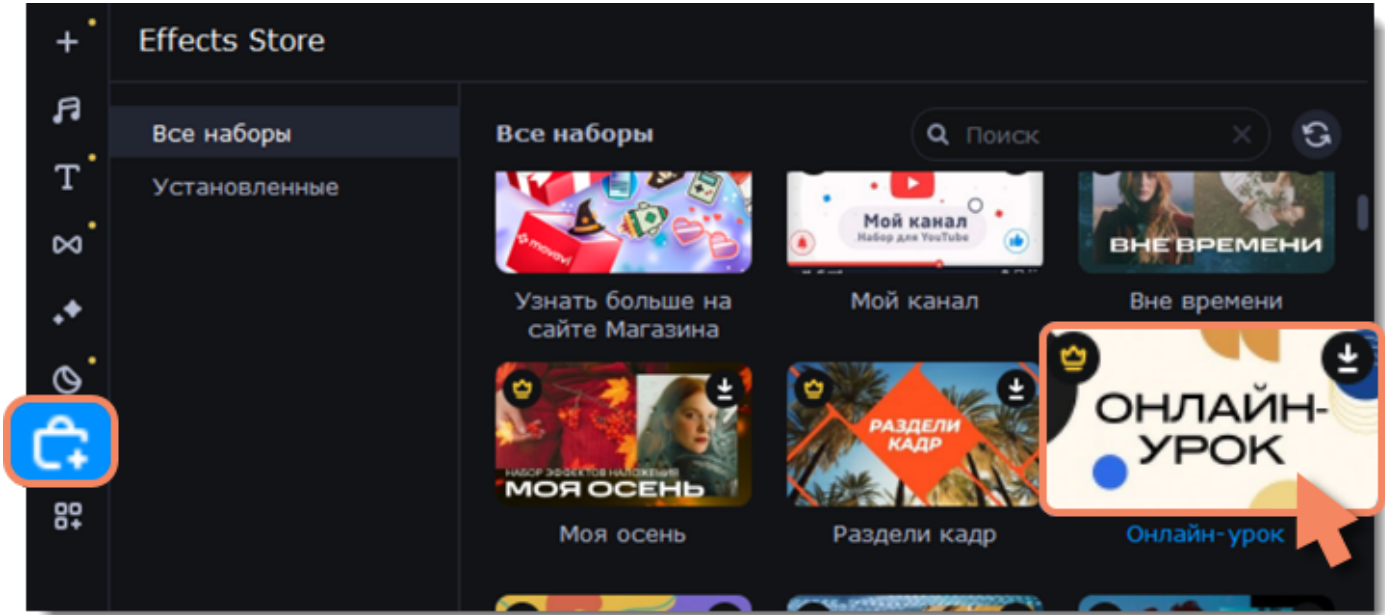 Effects Store
Все наборы
Установленные
Все наборы
Поиск
T
movavi
Мой канал
Набор для YouTube
ВНЕ ВРЕМЕНИ
Узнать больше на
сайте Магазина
Мой канал
Вне времени
НАБОР ЭФФЕКТОВ НАЛОЖЕНИЯ
МОЯ ОСЕНЬ
РАЗДЕЛИ
КАДР
ОНЛАЙН-
УРОК
Моя осень
Раздели кадр
Онлайн-урок